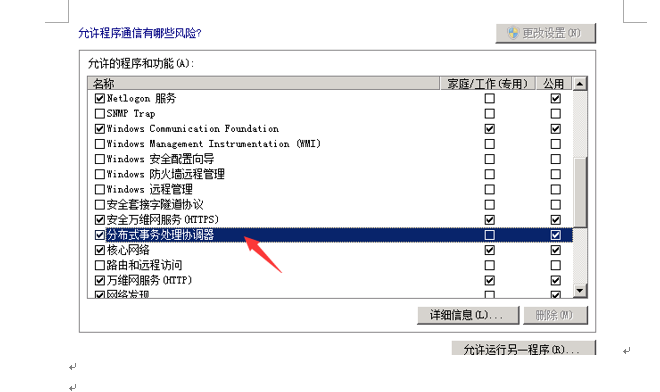 允许程序通信有哪些风险?
更改设置(N)
允许的程序和功能(A):
名称 家庭/工作(专用) 公用
Netlogon 服务
SNMP Trap
Windows Communication Foundation
Windows Management Instrumentation (WMI)
Windows 安全配置向导
Windows 防火墙远程管理
Windows 远程管理
安全套接字隧道协议
安全万维网服务(HTTPS)
分布式事务处理协调器
核心网络
路由和远程访问
万维网服务(HTTP)
网络发现
详细信息(L)... 删除(M)
允许运行另一程序(R)...